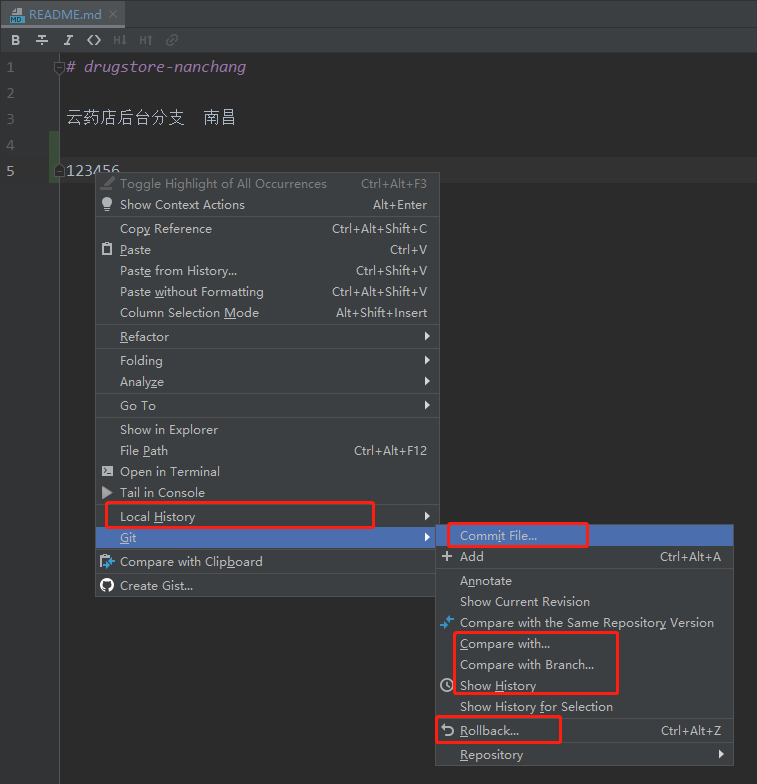 README.md
B I <> H↓ H↑
1 # drugstore-nanchang
2
3 云药店后台分支 南昌
4
5 123456
Toggle Highlight of All Occurrences Ctrl+Alt+F3
Show Context Actions Alt+Enter
Copy Reference Ctrl+Alt+Shift+C
Paste Ctrl+V
Paste from History... Ctrl+Shift+V
Paste without Formatting Ctrl+Alt+Shift+V
Column Selection Mode Alt+Shift+Insert
Refactor
Folding
Analyze
Go To
Show in Explorer
File Path Ctrl+Alt+F12
Open in Terminal
Tail in Console
Local History
Git
Compare with Clipboard
Create Gist...
Commit File...
Add Ctrl+Alt+A
Annotate
Show Current Revision
Compare with the Same Repository Version
Compare with...
Compare with Branch...
Show History
Show History for Selection
Rollback... Ctrl+Alt+Z
Repository